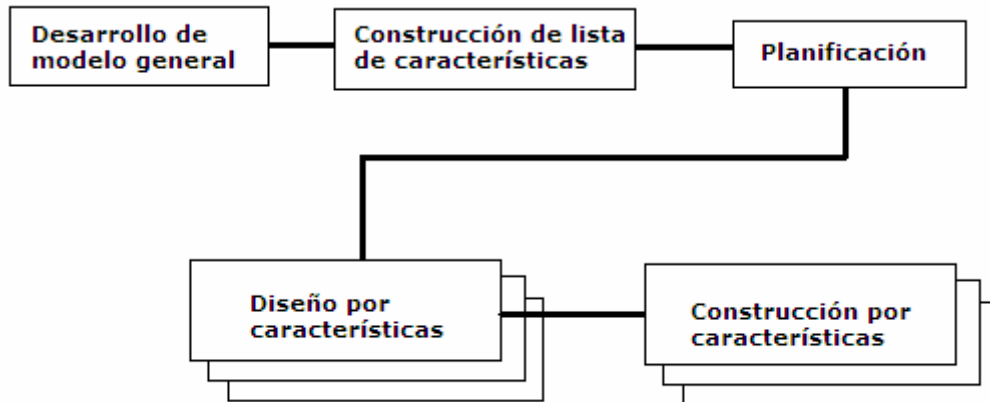 Desarrollo de
modelo general
Construcción de lista
de características
Planificación
Diseño por
características
Construcción por
características